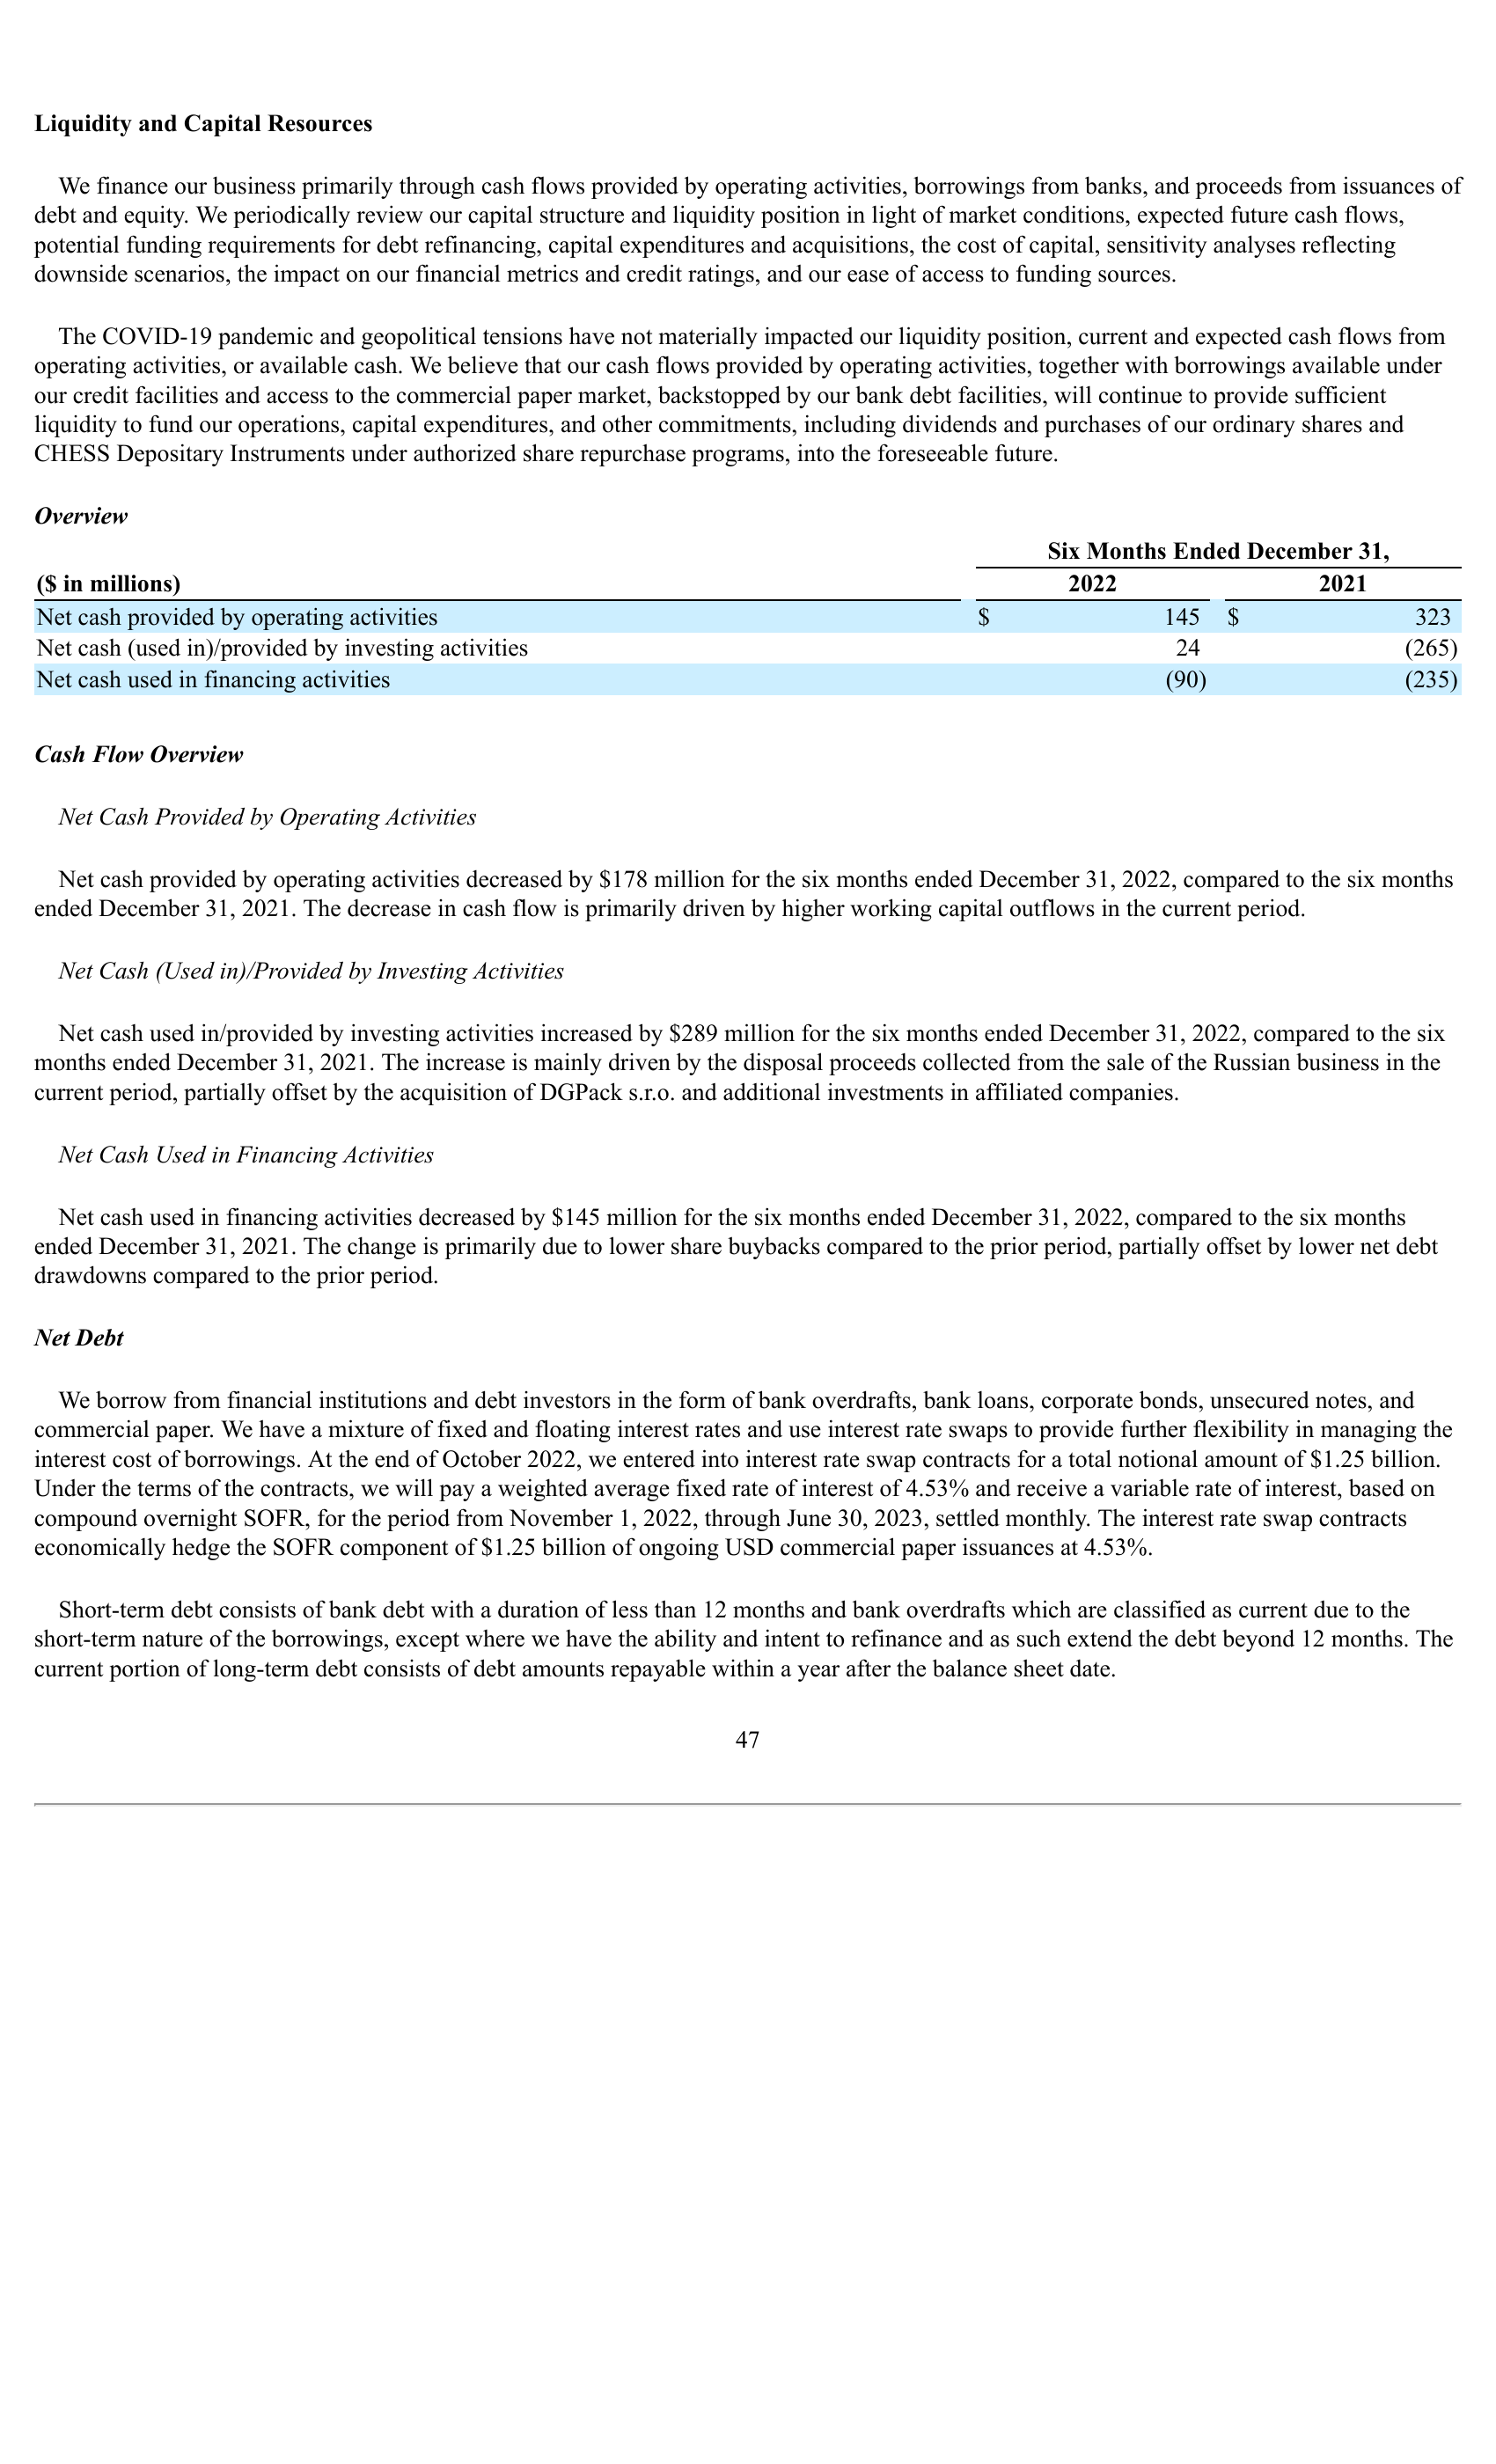 Liquidity and Capital Resources
We finance our business primarily through cash flows provided by operating activities, borrowings from banks, and proceeds from issuances of
debt and equity. We periodically review our capital structure and liquidity position in light of market conditions, expected future cash flows,
potential funding requirements for debt refinancing, capital expenditures and acquisitions, the cost of capital, sensitivity analyses reflecting
downside scenarios, the impact on our financial metrics and credit ratings, and our ease of access to funding sources.
The COVID-19 pandemic and geopolitical tensions have not materially impacted our liquidity position, current and expected cash flows from
operating activities, or available cash. We believe that our cash flows provided by operating activities, together with borrowings available under
our credit facilities and access to the commercial paper market, backstopped by our bank debt facilities, will continue to provide sufficient
liquidity to fund our operations, capital expenditures, and other commitments, including dividends and purchases of our ordinary shares and
CHESS Depositary Instruments under authorized share repurchase programs, into the foreseeable future.
Overview
Six Months Ended December 31,
($ in millions) 2022 2021
Net cash provided by operating activities $ 145 $ 323
Net cash (used in)/provided by investing activities 24 (265)
Net cash used in financing activities (90) (235)
Cash Flow Overview
Net Cash Provided by Operating Activities
Net cash provided by operating activities decreased by $178 million for the six months ended December 31, 2022, compared to the six months
ended December 31, 2021. The decrease in cash flow is primarily driven by higher working capital outflows in the current period.
Net Cash (Used in)/Provided by Investing Activities
Net cash used in/provided by investing activities increased by $289 million for the six months ended December 31, 2022, compared to the six
months ended December 31, 2021. The increase is mainly driven by the disposal proceeds collected from the sale of the Russian business in the
current period, partially offset by the acquisition of DGPack s.r.o. and additional investments in affiliated companies.
Net Cash Used in Financing Activities
Net cash used in financing activities decreased by $145 million for the six months ended December 31, 2022, compared to the six months
ended December 31, 2021. The change is primarily due to lower share buybacks compared to the prior period, partially offset by lower net debt
drawdowns compared to the prior period.
Net Debt
We borrow from financial institutions and debt investors in the form of bank overdrafts, bank loans, corporate bonds, unsecured notes, and
commercial paper. We have a mixture of fixed and floating interest rates and use interest rate swaps to provide further flexibility in managing the
interest cost of borrowings. At the end of October 2022, we entered into interest rate swap contracts for a total notional amount of $1.25 billion.
Under the terms of the contracts, we will pay a weighted average fixed rate of interest of 4.53% and receive a variable rate of interest, based on
compound overnight SOFR, for the period from November 1, 2022, through June 30, 2023, settled monthly. The interest rate swap contracts
economically hedge the SOFR component of $1.25 billion of ongoing USD commercial paper issuances at 4.53%.
Short-term debt consists of bank debt with a duration of less than 12 months and bank overdrafts which are classified as current due to the
short-term nature of the borrowings, except where we have the ability and intent to refinance and as such extend the debt beyond 12 months. The
current portion of long-term debt consists of debt amounts repayable within a year after the balance sheet date.
47